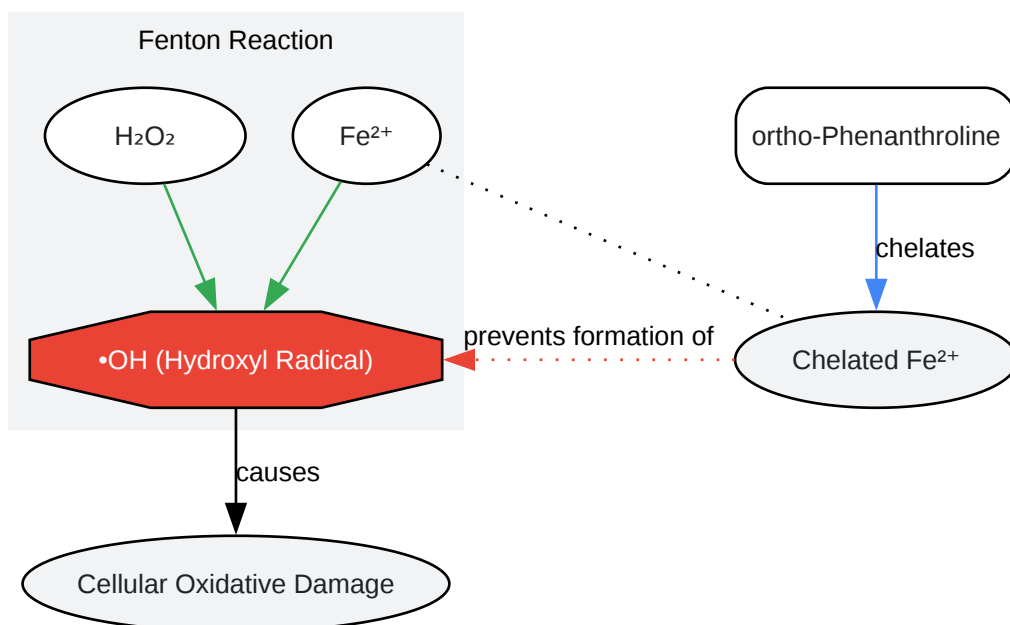 Fenton Reaction
H₂O₂
Fe²⁺
ortho-Phenanthroline
chelates
prevents formation of
•OH (Hydroxyl Radical)
Chelated Fe²⁺
causes
Cellular Oxidative Damage